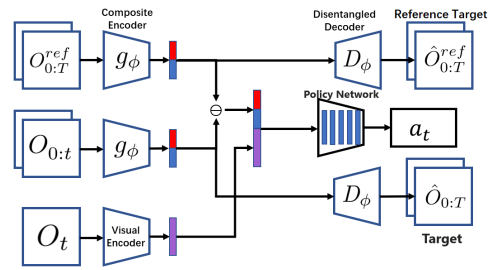 Composite
Encoder
Disentangled
Decoder
Reference Target
O^{ref}_{0:T}
g_ϕ
D_ϕ
Ô^{ref}_{0:T}
Policy Network
⊖
O_{0:t}
g_ϕ
a_t
D_ϕ
Ô_{0:T}
O_t
Visual
Encoder
Target